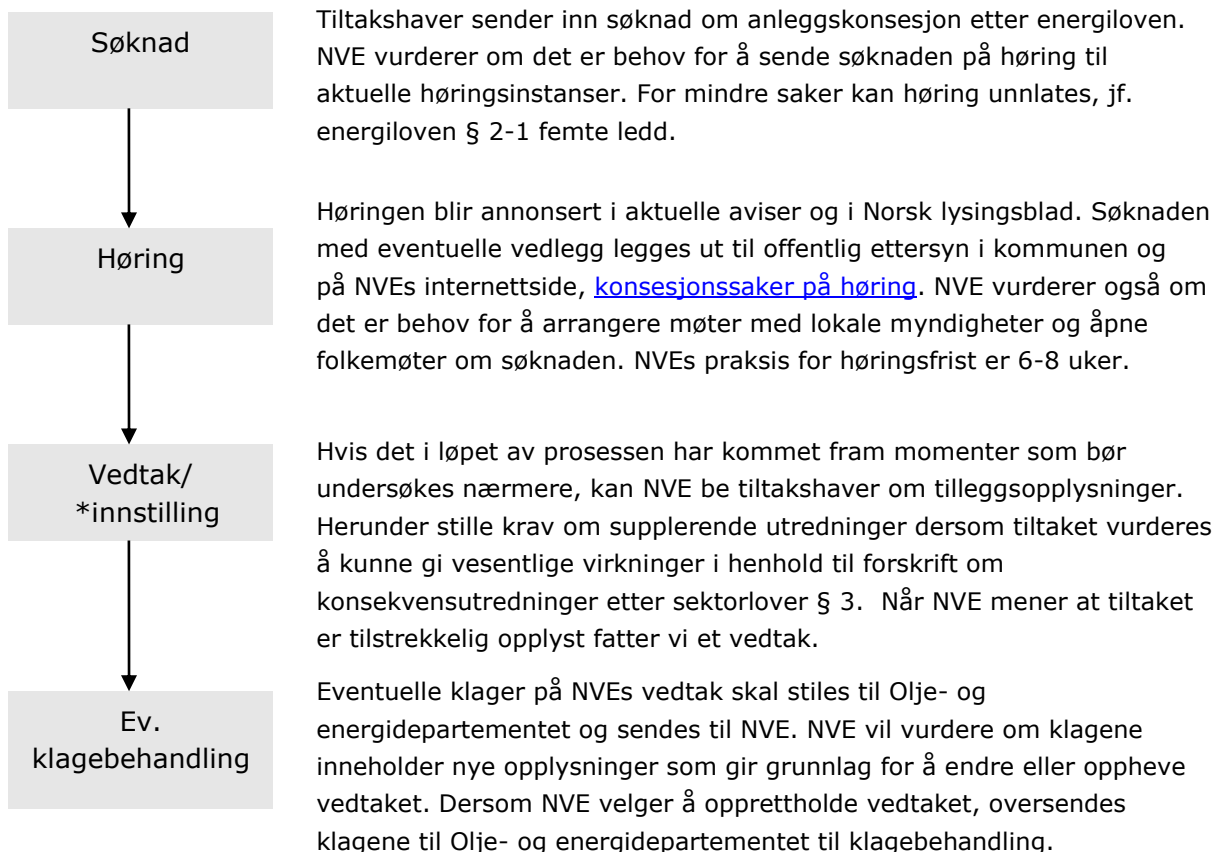 Søknad
Tiltakshaver sender inn søknad om anleggskonsesjon etter energiloven.
NVE vurderer om det er behov for å sende søknaden på høring til
aktuelle høringsinstanser. For mindre saker kan høring unnlates, jf.
energiloven § 2-1 femte ledd.
Høring
Høringen blir annonsert i aktuelle aviser og i Norsk lysingsblad. Søknaden
med eventuelle vedlegg legges ut til offentlig ettersyn i kommunen og
på NVEs internettside, konsesjonssaker på høring. NVE vurderer også om
det er behov for å arrangere møter med lokale myndigheter og åpne
folkemøter om søknaden. NVEs praksis for høringsfrist er 6-8 uker.
Vedtak/
*innstilling
Hvis det i løpet av prosessen har kommet fram momenter som bør
undersøkes nærmere, kan NVE be tiltakshaver om tilleggsopplysninger.
Herunder stille krav om supplerende utredninger dersom tiltaket vurderes
å kunne gi vesentlige virkninger i henhold til forskrift om
konsekvensutredninger etter sektorlover § 3.  Når NVE mener at tiltaket
er tilstrekkelig opplyst fatter vi et vedtak.
Ev.
klagebehandling
Eventuelle klager på NVEs vedtak skal stiles til Olje- og
energidepartementet og sendes til NVE. NVE vil vurdere om klagene
inneholder nye opplysninger som gir grunnlag for å endre eller oppheve
vedtaket. Dersom NVE velger å opprettholde vedtaket, oversendes
klagene til Olje- og energidepartementet til klagebehandling.